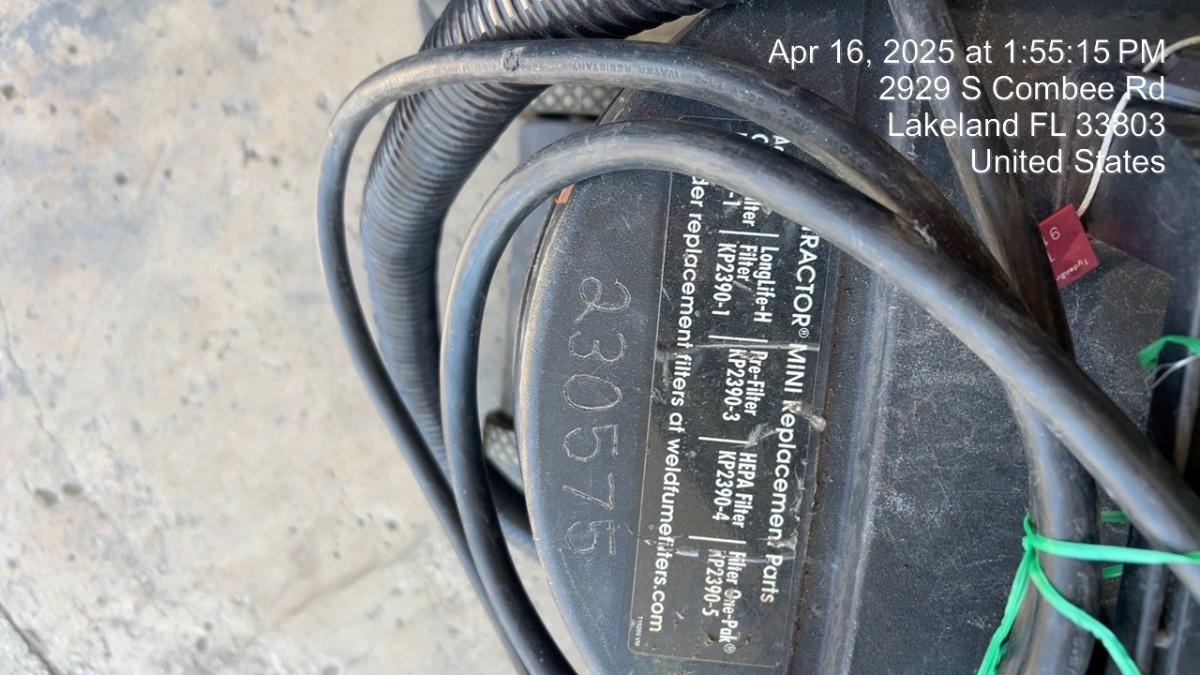 Apr 16, 2025 at 1:55:15 PM
2929 S Combee Rd
Lakeland FL 33803
United States
MINI Replacement Parts
LongLife-H Pre-Filter HEPA Filter Filter One-Pak®
Filter
KP2390-1 KP2390-3 KP2390-4 KP2390-5
replacement filters at weldfumefilters.com
230575
WATER RESISTANT